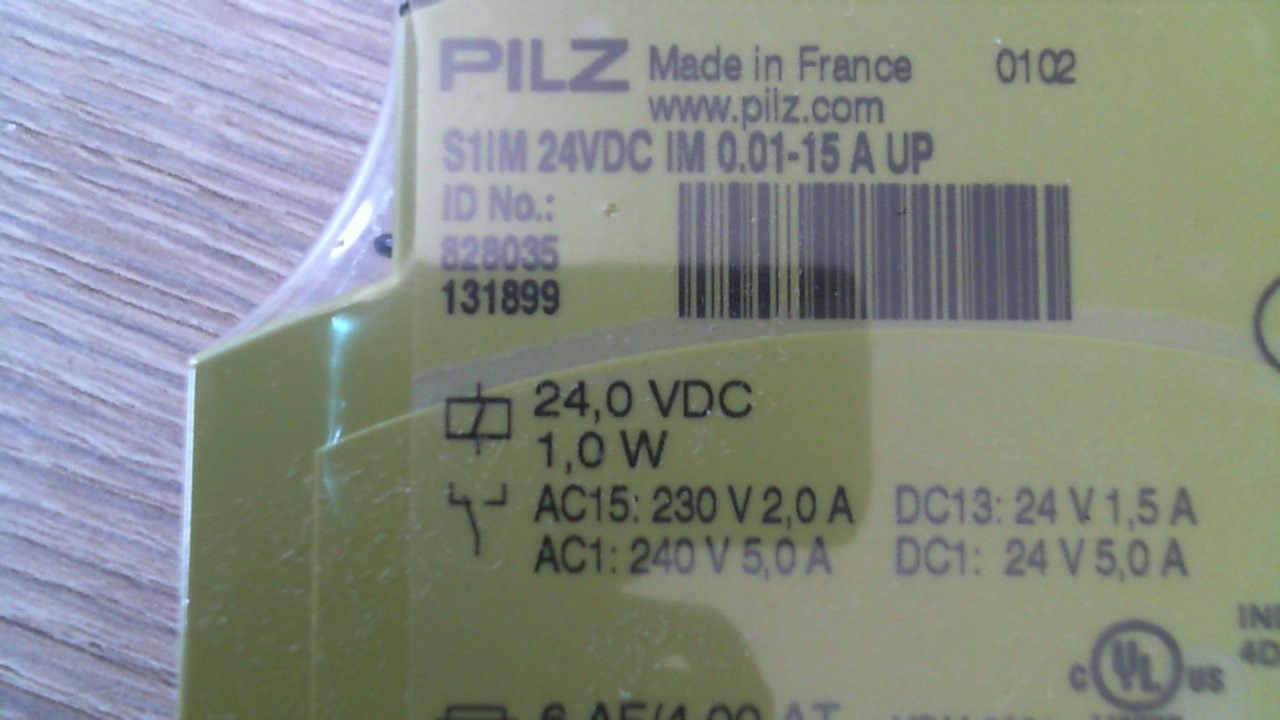 PILZ Made in France 0102
www.pilz.com
S1IM 24VDC IM 0.01-15 A UP
ID No.:
828035
131899
24,0 VDC
1,0 W
AC15: 230 V 2,0 A DC13: 24 V 1,5 A
AC1: 240 V 5,0 A DC1: 24 V 5,0 A
c UL US